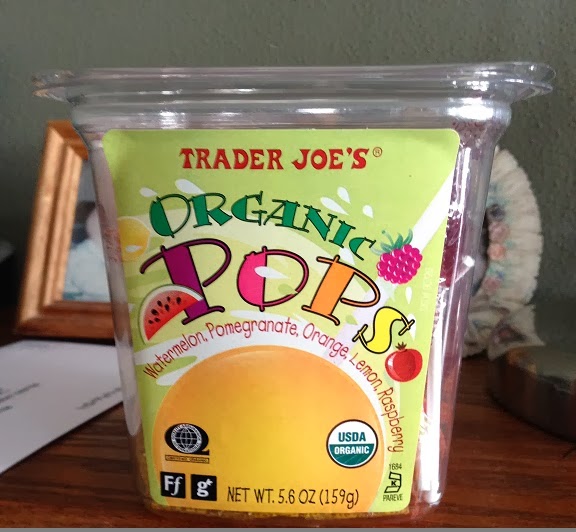 TRADER JOE'S®
ORGANIC
POPS
Watermelon, Pomegranate, Orange, Lemon, Raspberry
USDA
ORGANIC
Ff g
1684
K
PAREVE
NET WT. 5.6 OZ (159g)